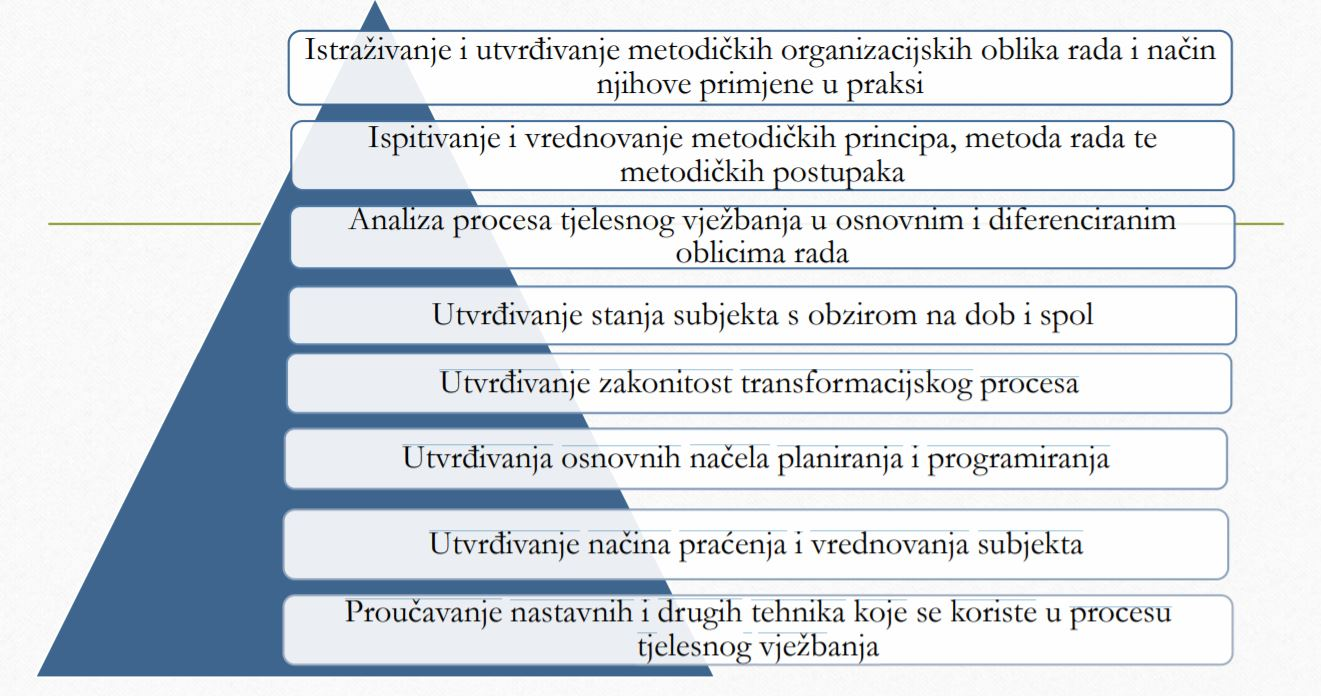 Istraživanje i utvrđivanje metodičkih organizacijskih oblika rada i način
njihove primjene u praksi
Ispitivanje i vrednovanje metodičkih principa, metoda rada te
metodičkih postupaka
Analiza procesa tjelesnog vježbanja u osnovnim i diferenciranim
oblicima rada
Utvrđivanje stanja subjekta s obzirom na dob i spol
Utvrđivanje zakonitost transformacijskog procesa
Utvrđivanja osnovnih načela planiranja i programiranja
Utvrđivanje načina praćenja i vrednovanja subjekta
Proučavanje nastavnih i drugih tehnika koje se koriste u procesu
tjelesnog vježbanja